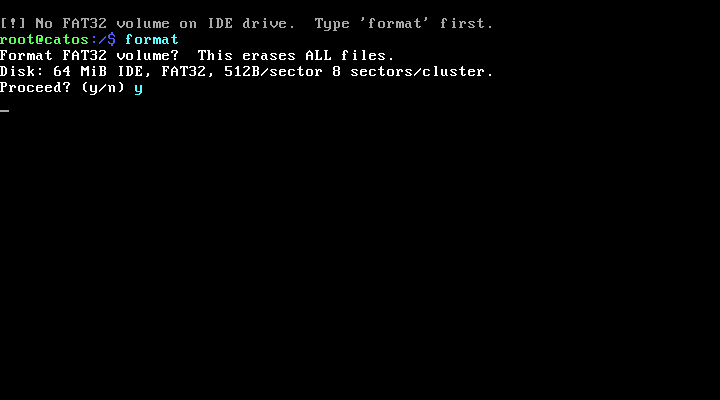 [!] No FAT32 volume on IDE drive.  Type 'format' first.
root@catos:/$ format
Format FAT32 volume?  This erases ALL files.
Disk: 64 MiB IDE, FAT32, 512B/sector 8 sectors/cluster.
Proceed? (y/n) y